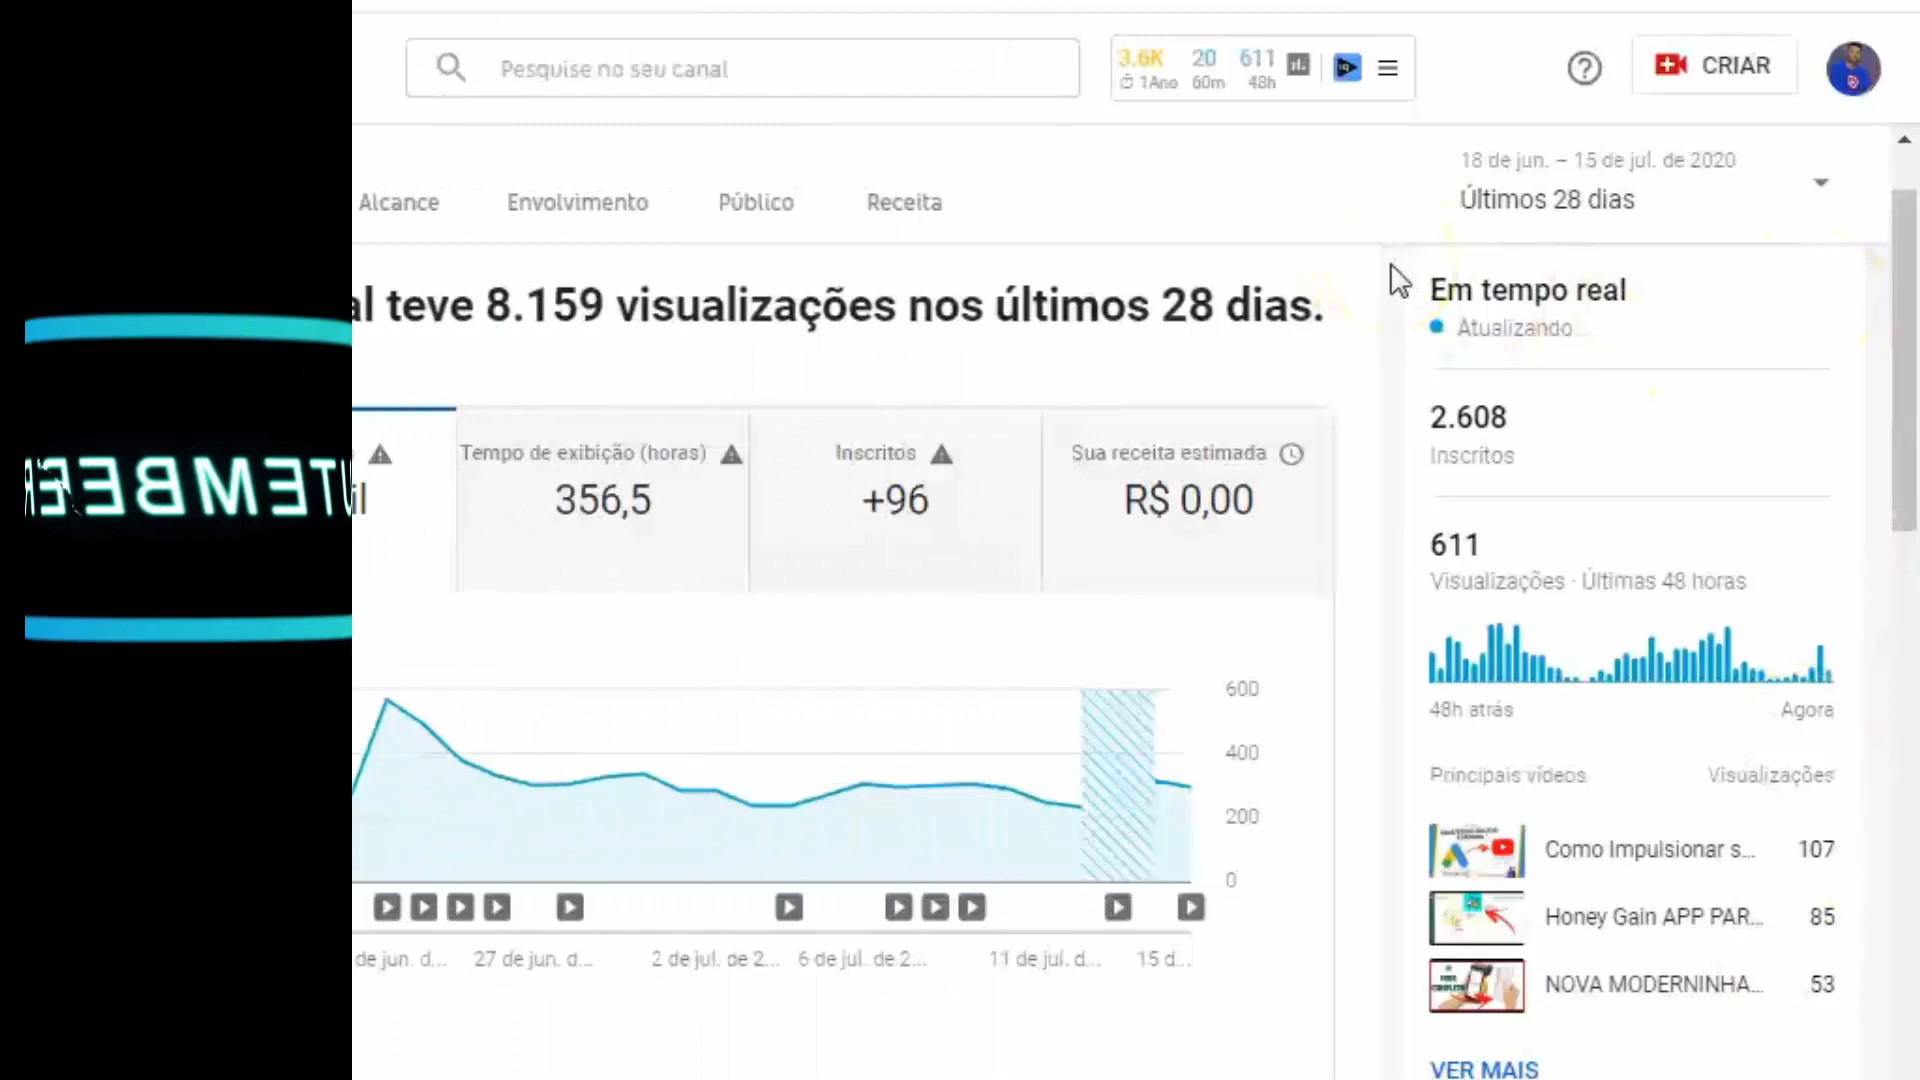 Pesquise no seu canal
3.6K 20 611
1Ano 60m 48h
CRIAR
18 de jun. – 15 de jul. de 2020
Últimos 28 dias
Alcance Envolvimento Público Receita
al teve 8.159 visualizações nos últimos 28 dias.
Em tempo real
Atualizando...
2.608
Inscritos
Tempo de exibição (horas) Inscritos Sua receita estimada
il 356,5 +96 R$ 0,00
611
Visualizações · Últimas 48 horas
48h atrás Agora
600
400
200
0
de jun. d... 27 de jun. d... 2 de jul. de 2... 6 de jul. de 2... 11 de jul. d... 15 d...
Principais vídeos Visualizações
Como Impulsionar s... 107
Honey Gain APP PAR... 85
NOVA MODERNINHA... 53
VER MAIS